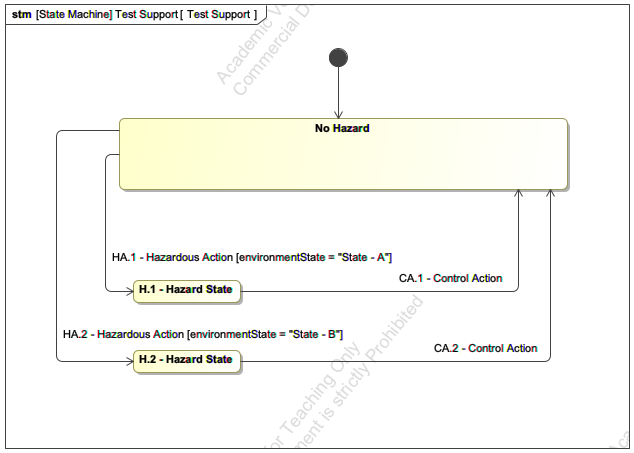 stm [State Machine] Test Support [ Test Support ]
Academic V
Commercial D
No Hazard
HA.1 - Hazardous Action [environmentState = "State - A"]
CA.1 - Control Action
H.1 - Hazard State
HA.2 - Hazardous Action [environmentState = "State - B"]
CA.2 - Control Action
H.2 - Hazard State
for Teaching Only
ment is strictly Prohibited
Aca